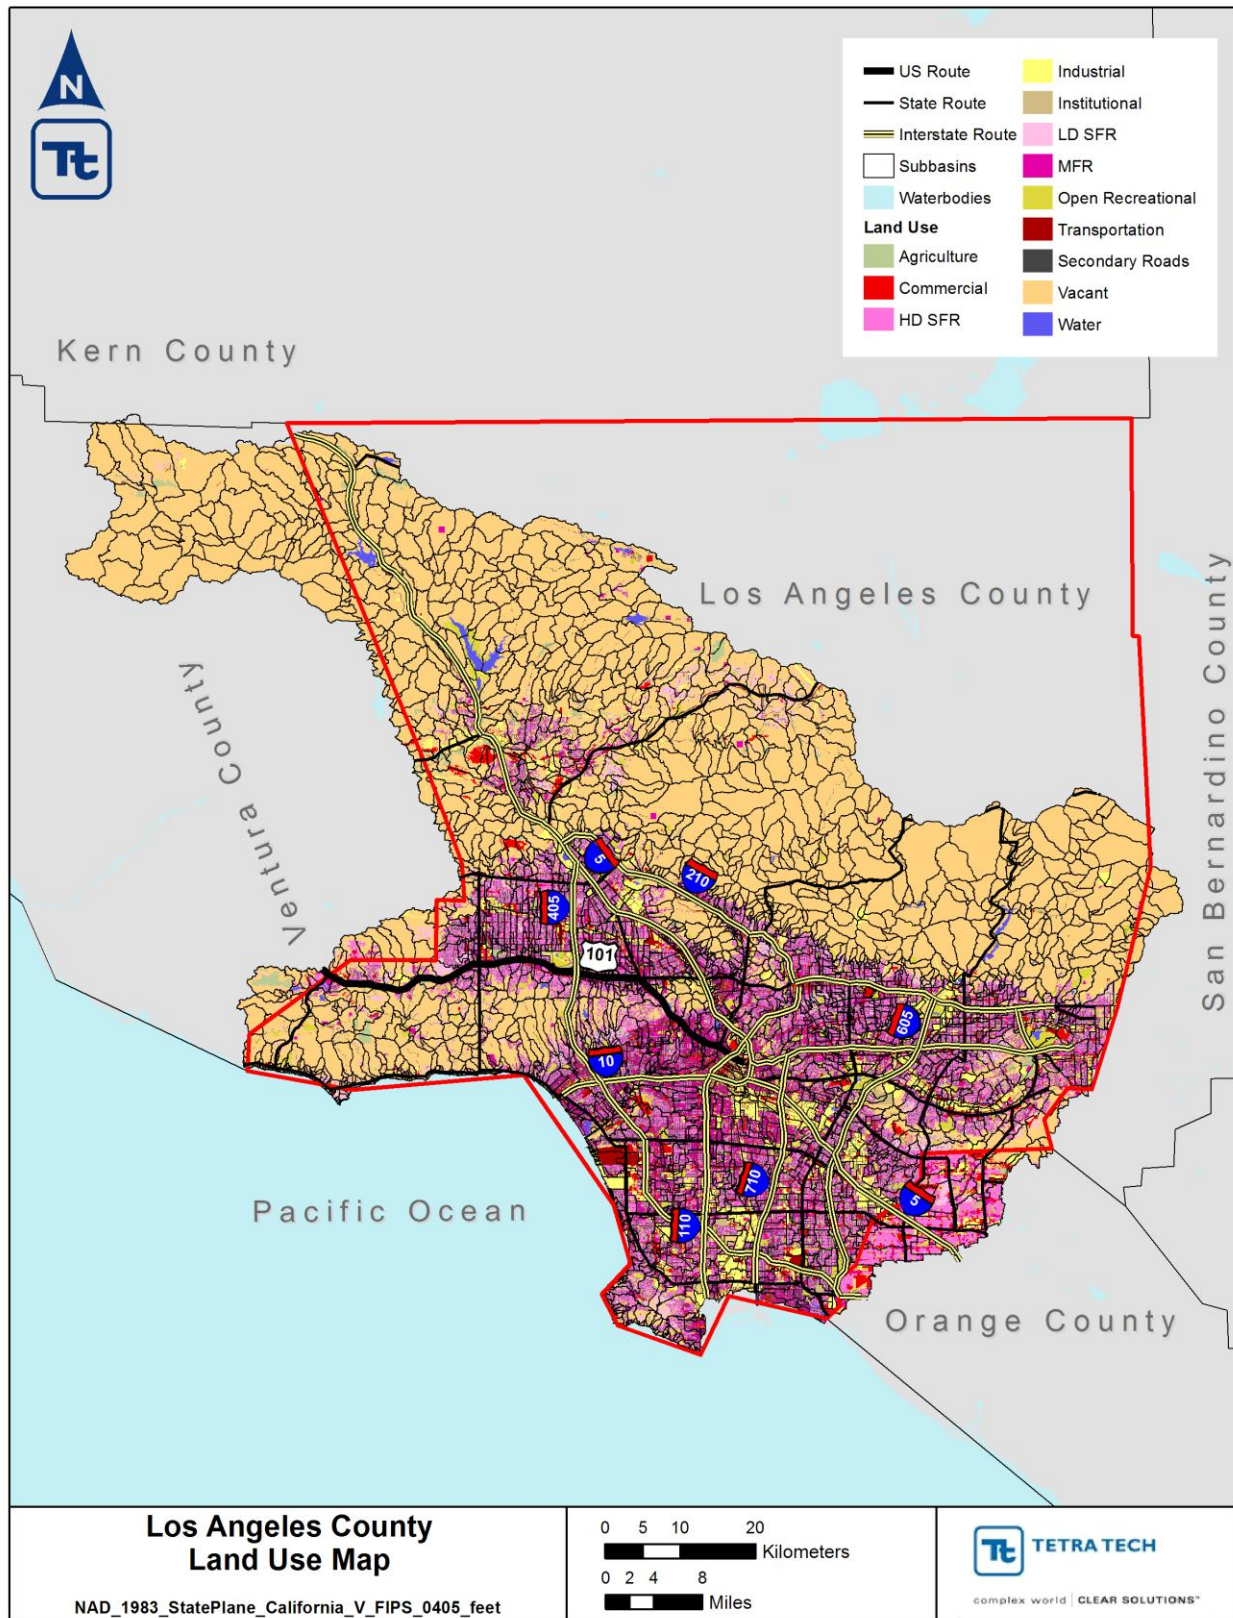 N
Tt
US Route
State Route
Interstate Route
Subbasins
Waterbodies
Land Use
Agriculture
Commercial
HD SFR
Industrial
Institutional
LD SFR
MFR
Open Recreational
Transportation
Secondary Roads
Vacant
Water
Kern County
Los Angeles County
San Bernardino County
Ventura County
5
210
405
101
605
10
710
5
110
Pacific Ocean
Orange County
Los Angeles County
Land Use Map
NAD_1983_StatePlane_California_V_FIPS_0405_feet
0 5 10 20
Kilometers
0 2 4 8
Miles
Tt TETRA TECH
complex world | CLEAR SOLUTIONS™